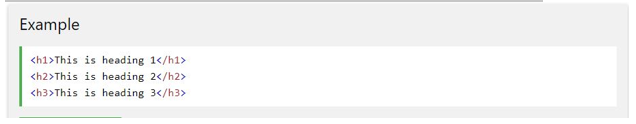 Example
<h1>This is heading 1</h1>
<h2>This is heading 2</h2>
<h3>This is heading 3</h3>